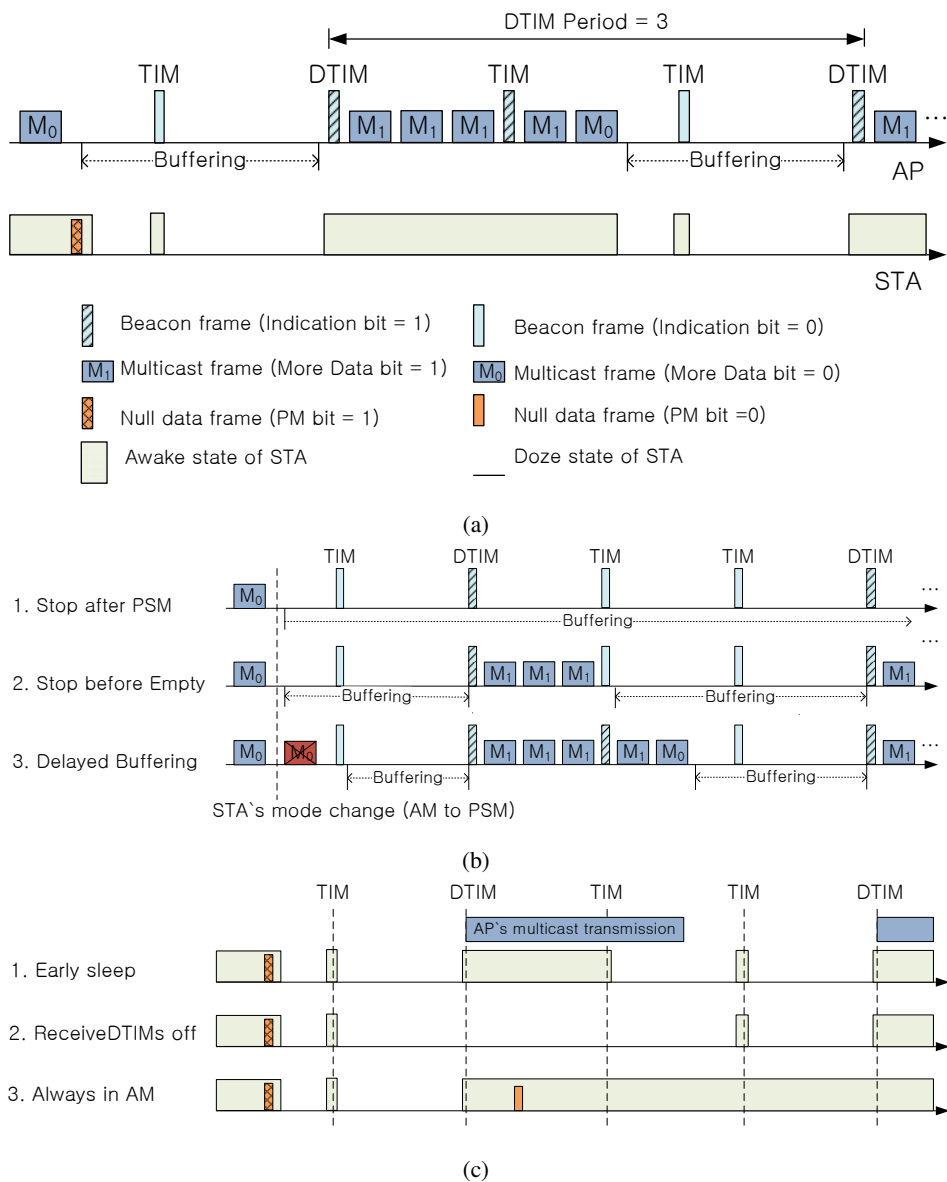 DTIM Period = 3
TIM DTIM TIM TIM DTIM
M0 M1 M1 M1 M1 M0 M1 ...
Buffering Buffering
AP
STA
Beacon frame (Indication bit = 1) Beacon frame (Indication bit = 0)
M1 Multicast frame (More Data bit = 1) M0 Multicast frame (More Data bit = 0)
Null data frame (PM bit = 1) Null data frame (PM bit =0)
Awake state of STA Doze state of STA
(a)
TIM DTIM TIM TIM DTIM
1. Stop after PSM M0 ...
Buffering
...
2. Stop before Empty M0 M1 M1 M1 M1
Buffering Buffering
3. Delayed Buffering M0 M0 M1 M1 M1 M1 M0 M1 ...
Buffering Buffering
STA`s mode change (AM to PSM)
(b)
TIM DTIM TIM TIM DTIM
AP`s multicast transmission
1. Early sleep
2. ReceiveDTIMs off
3. Always in AM
(c)